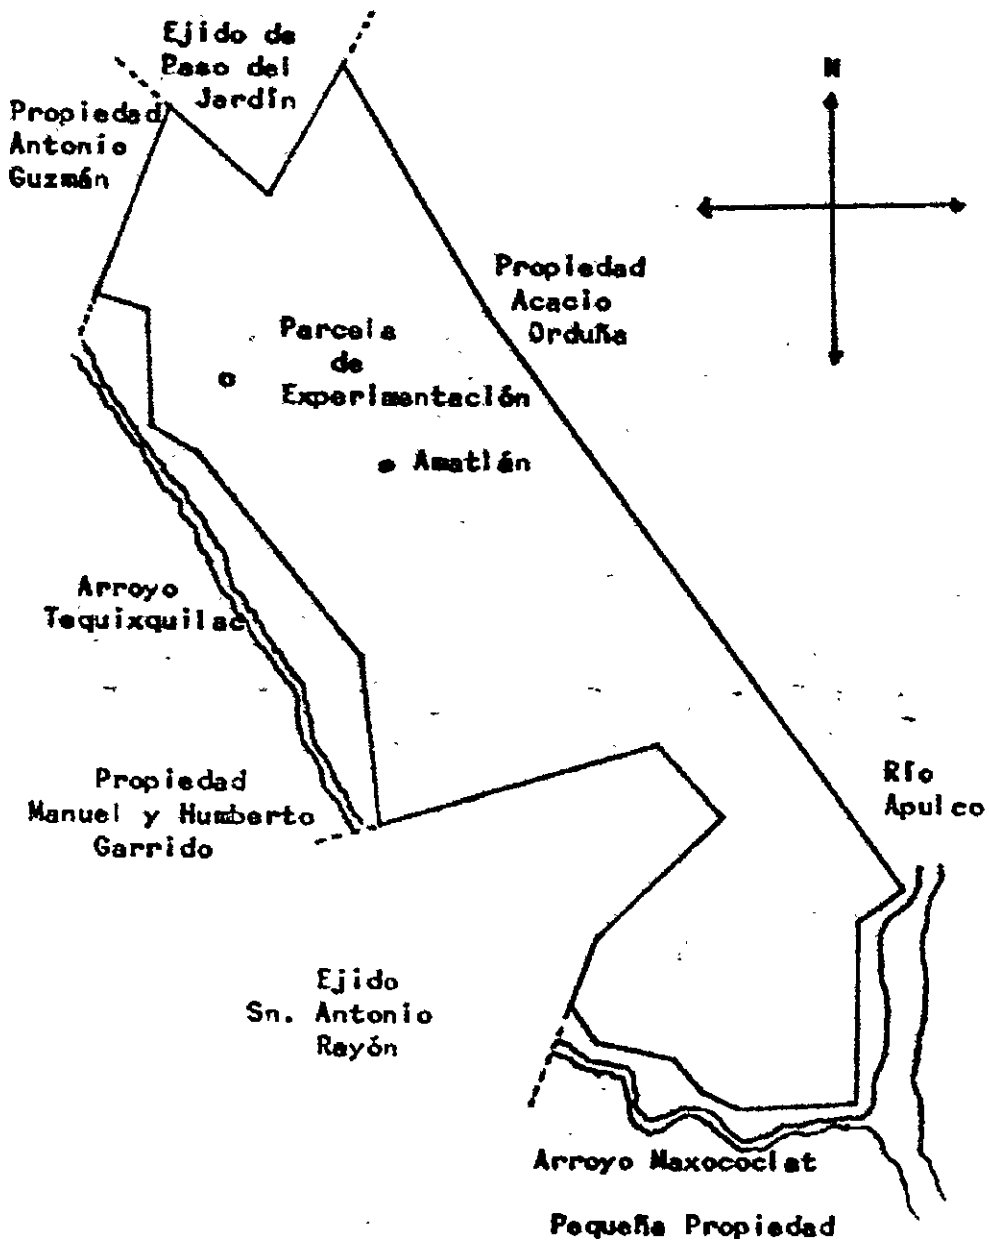 Ejido de
Paso del
Jardín
N
Propiedad
Antonio
Guzmán
Propiedad
Acacio
Orduña
Parcela
de
Experimentación
Amatlán
Arroyo
Tequixquilac
Propiedad
Manuel y Humberto
Garrido
Río
Apulco
Ejido
Sn. Antonio
Rayón
Arroyo Maxococlat
Pequeña Propiedad